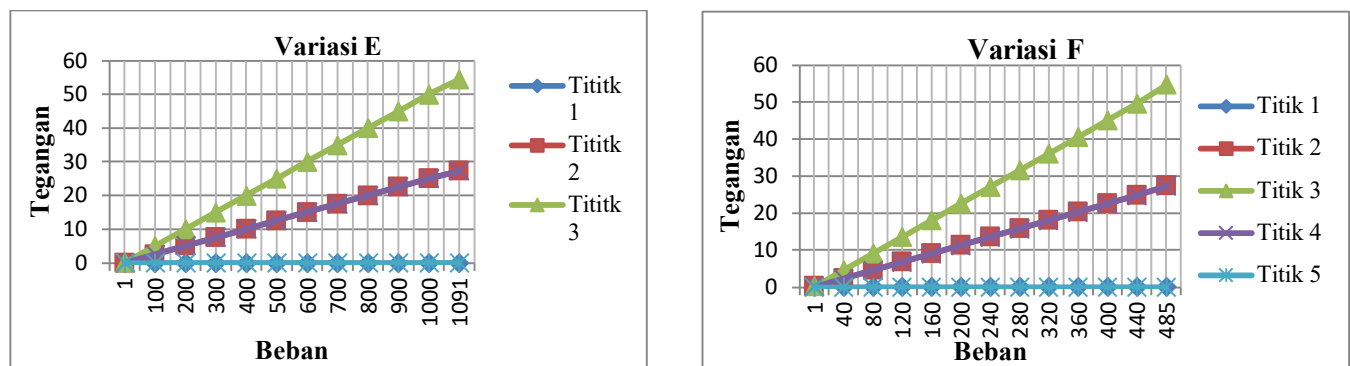 Variasi E
60
50
40
30
20
10
0
Tegangan
1 100 200 300 400 500 600 700 800 900 1000 1091
Beban
Tititk
1
Tititk
2
Tititk
3
Variasi F
60
50
40
30
20
10
0
Tegangan
1 40 80 120 160 200 240 280 320 360 400 440 485
Beban
Titik 1
Titik 2
Titik 3
Titik 4
Titik 5